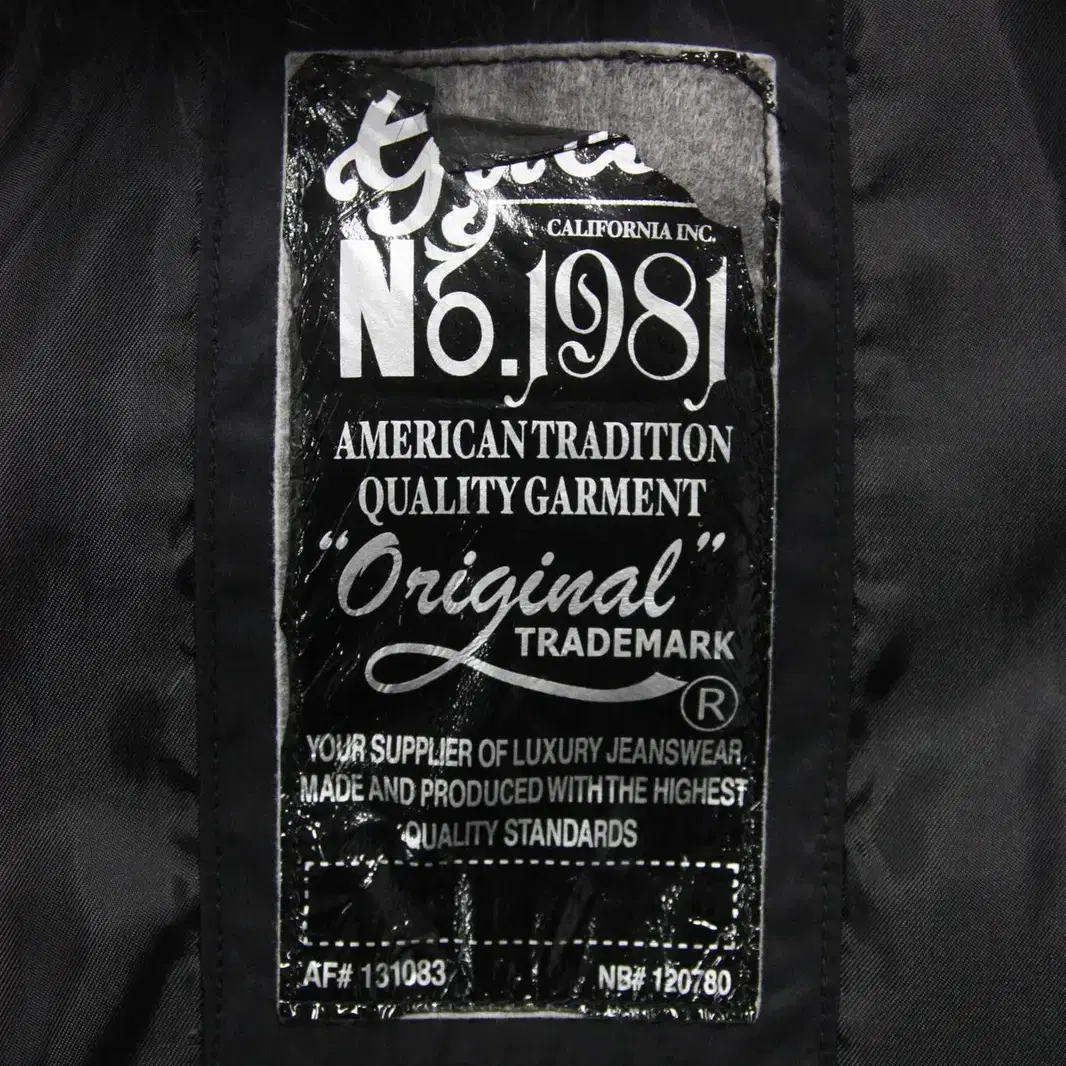 CALIFORNIA INC.
No. 1981
AMERICAN TRADITION
QUALITY GARMENT
"Original"
TRADEMARK
®
YOUR SUPPLIER OF LUXURY JEANSWEAR
MADE AND PRODUCED WITH THE HIGHEST
QUALITY STANDARDS
AF# 131083 NB# 120780